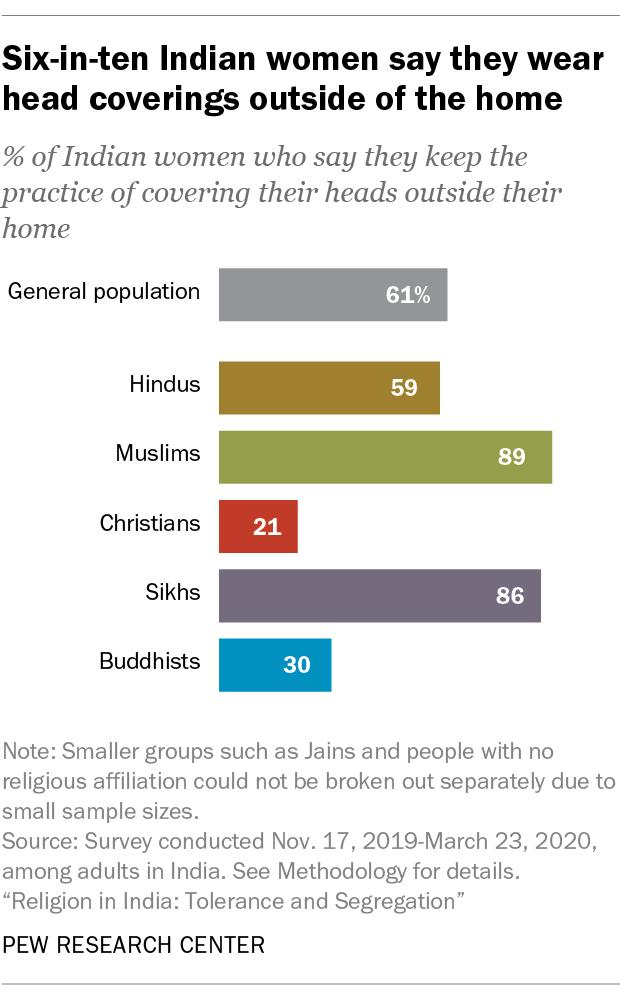 Six-in-ten Indian women say they wear
head coverings outside of the home
% of Indian women who say they keep the
practice of covering their heads outside their
home
General population 61%
Hindus 59
Muslims 89
Christians 21
Sikhs 86
Buddhists 30
Note: Smaller groups such as Jains and people with no
religious affiliation could not be broken out separately due to
small sample sizes.
Source: Survey conducted Nov. 17, 2019-March 23, 2020,
among adults in India. See Methodology for details.
“Religion in India: Tolerance and Segregation”
PEW RESEARCH CENTER